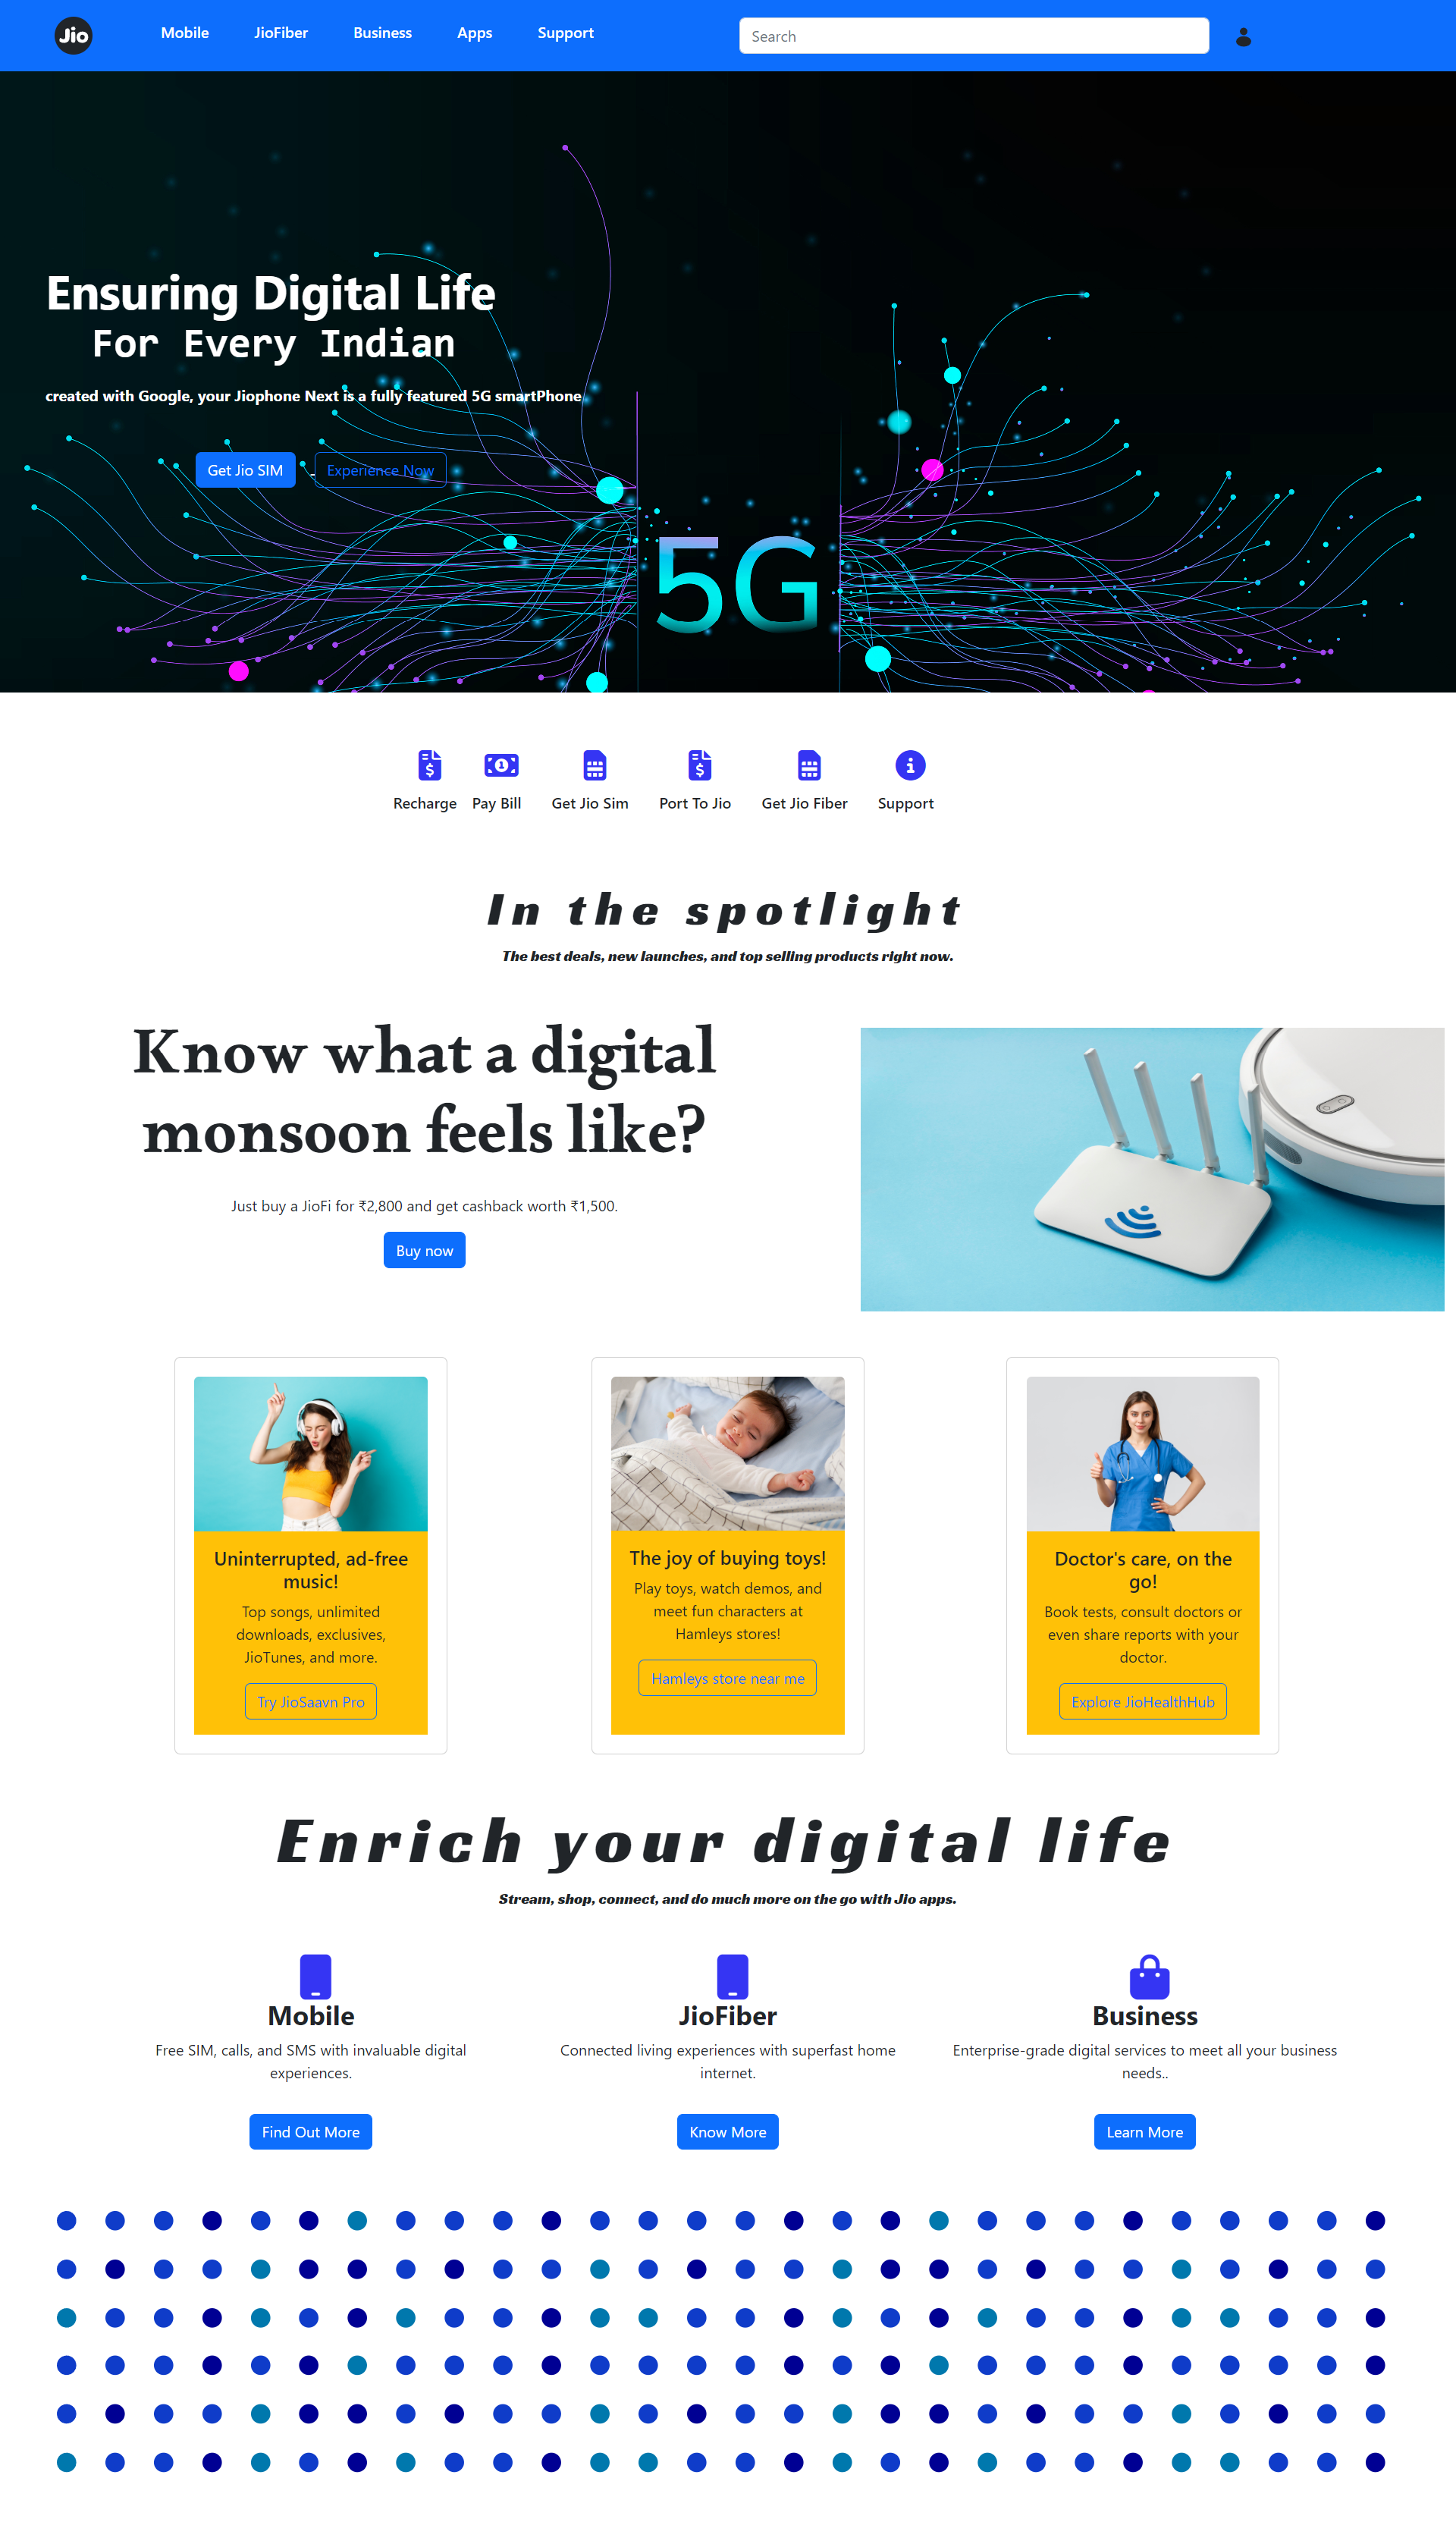 Jio
Mobile
JioFiber
Business
Apps
Support
Search
Ensuring Digital Life
For Every Indian
created with Google, your Jiophone Next is a fully featured 5G smartPhone
Get Jio SIM
Experience Now
5G
Recharge
Pay Bill
Get Jio Sim
Port To Jio
Get Jio Fiber
Support
In the spotlight
The best deals, new launches, and top selling products right now.
Know what a digital
monsoon feels like?
Just buy a JioFi for ₹2,800 and get cashback worth ₹1,500.
Buy now
Uninterrupted, ad-free
music!
Top songs, unlimited
downloads, exclusives,
JioTunes, and more.
Try JioSaavn Pro
The joy of buying toys!
Play toys, watch demos, and
meet fun characters at
Hamleys stores!
Hamleys store near me
Doctor's care, on the
go!
Book tests, consult doctors or
even share reports with your
doctor.
Explore JioHealthHub
Enrich your digital life
Stream, shop, connect, and do much more on the go with Jio apps.
Mobile
Free SIM, calls, and SMS with invaluable digital
experiences.
Find Out More
JioFiber
Connected living experiences with superfast home
internet.
Know More
Business
Enterprise-grade digital services to meet all your business
needs..
Learn More